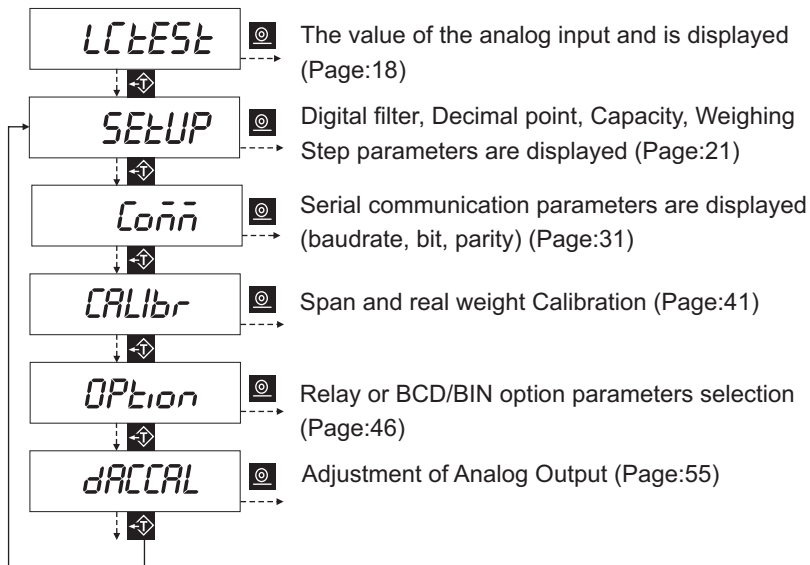 LCtESt
The value of the analog input and is displayed
(Page:18)
T
SEtUP
Digital filter, Decimal point, Capacity, Weighing
Step parameters are displayed (Page:21)
T
Comm
Serial communication parameters are displayed
(baudrate, bit, parity) (Page:31)
T
CALIbr
Span and real weight Calibration (Page:41)
T
OPtion
Relay or BCD/BIN option parameters selection
(Page:46)
T
dACCAL
Adjustment of Analog Output (Page:55)
T